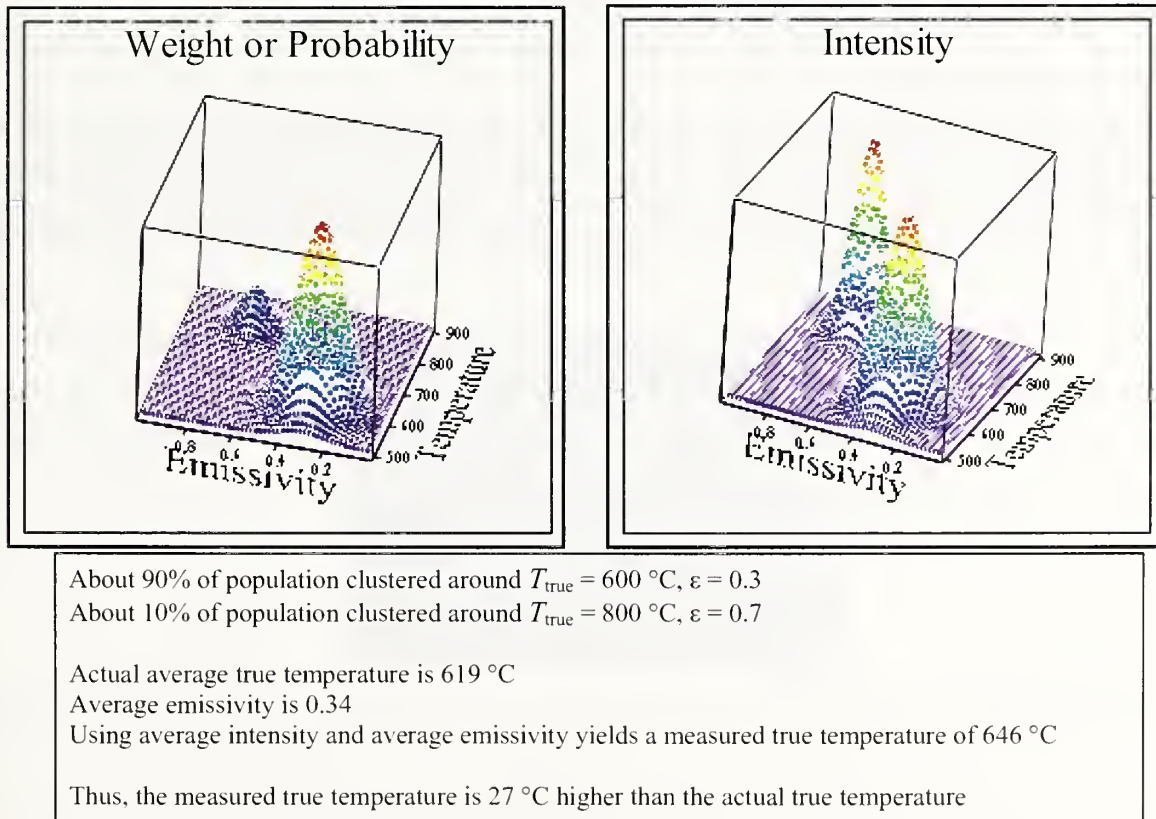 Weight or Probability
900
800
700
600
500
Temperature
0.8
0.6
0.4
0.2
Emissivity
Intensity
900
800
700
600
500
Temperature
0.8
0.6
0.4
0.2
Emissivity
About 90% of population clustered around T_true = 600 °C, ε = 0.3
About 10% of population clustered around T_true = 800 °C, ε = 0.7
Actual average true temperature is 619 °C
Average emissivity is 0.34
Using average intensity and average emissivity yields a measured true temperature of 646 °C
Thus, the measured true temperature is 27 °C higher than the actual true temperature